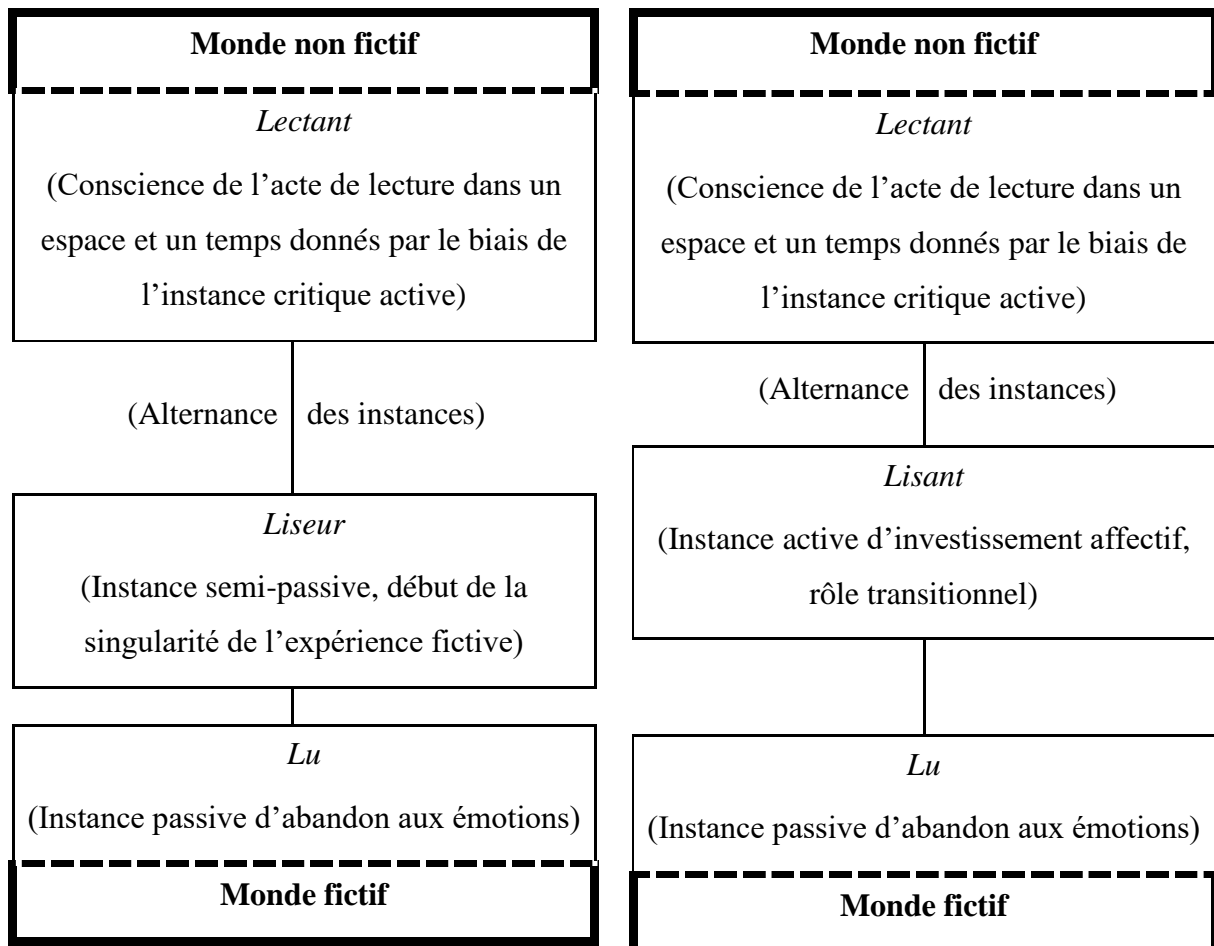 Monde non fictif
Lectant
(Conscience de l’acte de lecture dans un
espace et un temps donnés par le biais de
l’instance critique active)
(Alternance des instances)
Liseur
(Instance semi-passive, début de la
singularité de l’expérience fictive)
Lu
(Instance passive d’abandon aux émotions)
Monde fictif
Monde non fictif
Lectant
(Conscience de l’acte de lecture dans un
espace et un temps donnés par le biais de
l’instance critique active)
(Alternance des instances)
Lisant
(Instance active d’investissement affectif,
rôle transitionnel)
Lu
(Instance passive d’abandon aux émotions)
Monde fictif